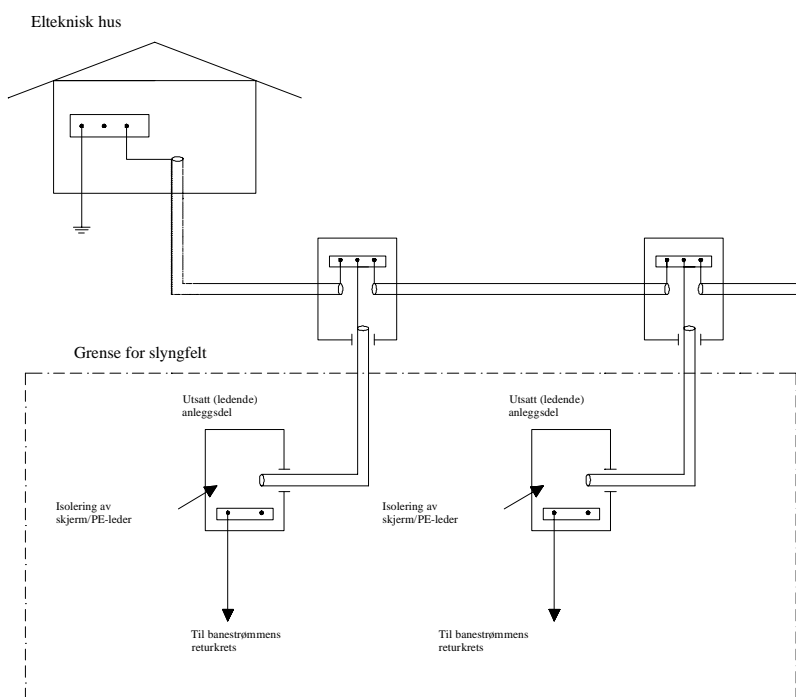 Elteknisk hus
Grense for slyngfelt
Utsatt (ledende)
anleggsdel
Utsatt (ledende)
anleggsdel
Isolering av
skjerm/PE-leder
Isolering av
skjerm/PE-leder
Til banestrømmens
returkrets
Til banestrømmens
returkrets